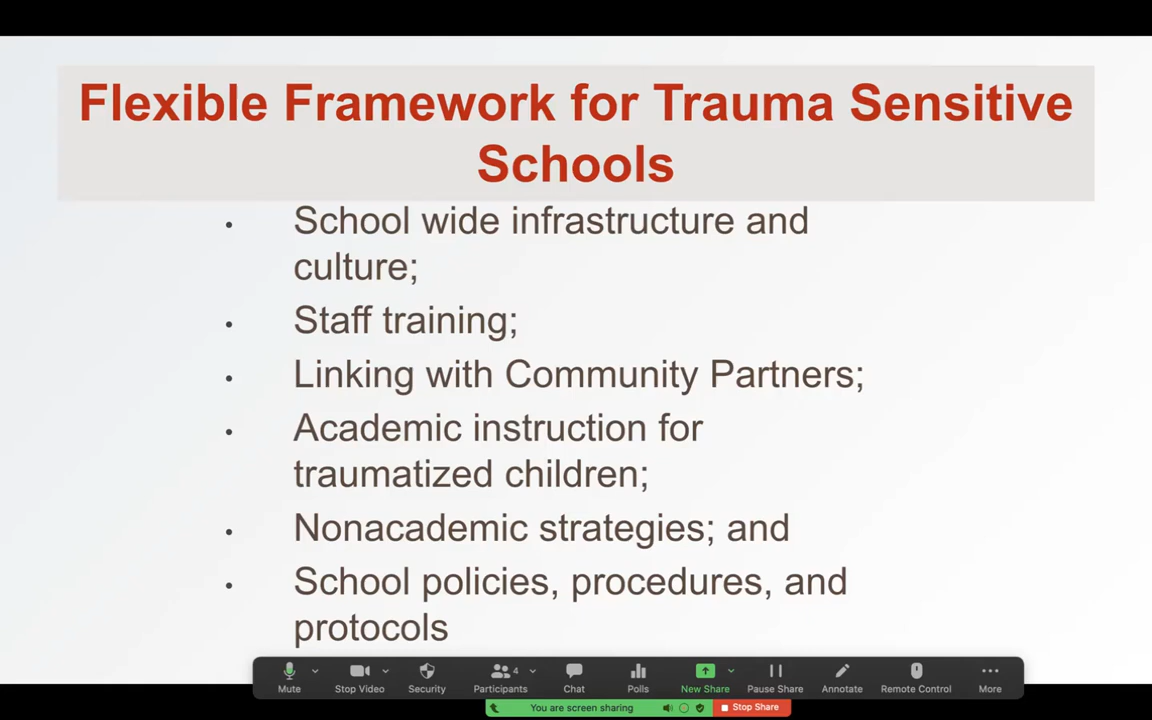 Flexible Framework for Trauma Sensitive
Schools
• School wide infrastructure and
culture;
• Staff training;
• Linking with Community Partners;
• Academic instruction for
traumatized children;
• Nonacademic strategies; and
• School policies, procedures, and
protocols
4
Mute Stop Video Security Participants Chat Polls New Share Pause Share Annotate Remote Control More
You are screen sharing Stop Share